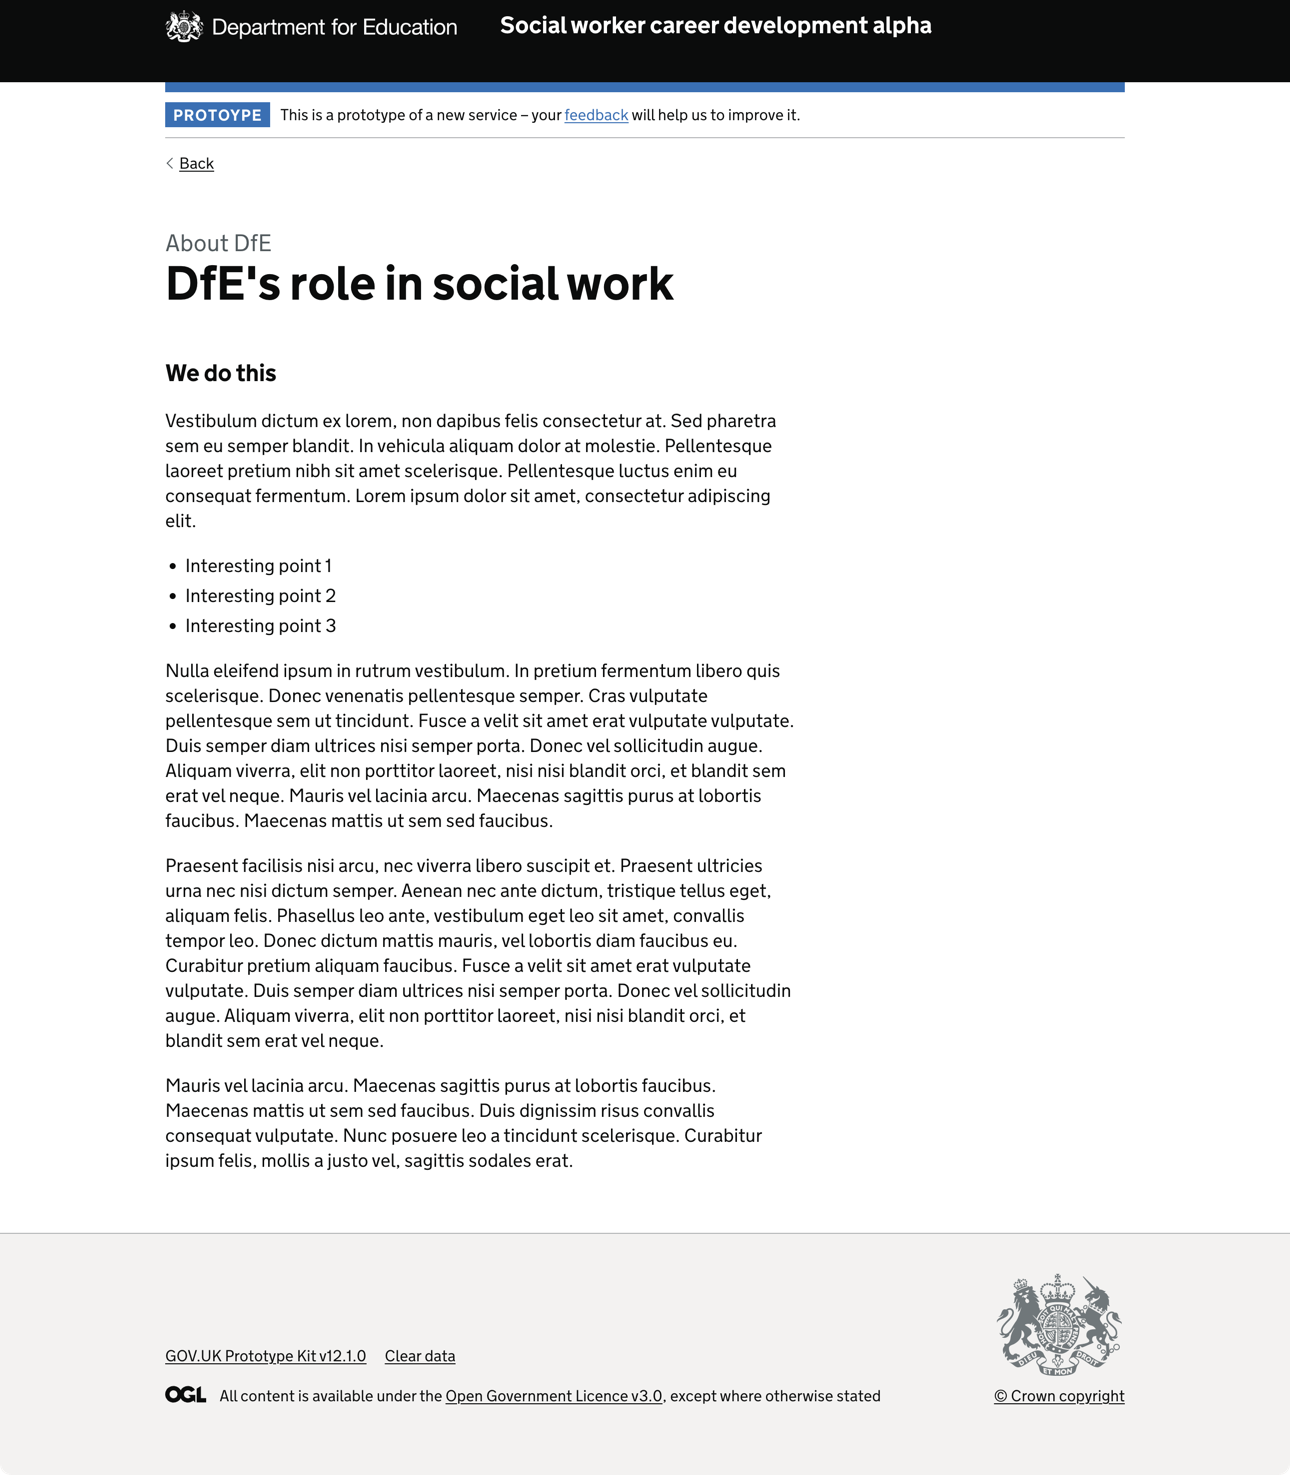 Department for Education
Social worker career development alpha
PROTOYPE
This is a prototype of a new service – your feedback will help us to improve it.
Back
About DfE
DfE's role in social work
We do this
Vestibulum dictum ex lorem, non dapibus felis consectetur at. Sed pharetra
sem eu semper blandit. In vehicula aliquam dolor at molestie. Pellentesque
laoreet pretium nibh sit amet scelerisque. Pellentesque luctus enim eu
consequat fermentum. Lorem ipsum dolor sit amet, consectetur adipiscing
elit.
• Interesting point 1
• Interesting point 2
• Interesting point 3
Nulla eleifend ipsum in rutrum vestibulum. In pretium fermentum libero quis
scelerisque. Donec venenatis pellentesque semper. Cras vulputate
pellentesque sem ut tincidunt. Fusce a velit sit amet erat vulputate vulputate.
Duis semper diam ultrices nisi semper porta. Donec vel sollicitudin augue.
Aliquam viverra, elit non porttitor laoreet, nisi nisi blandit orci, et blandit sem
erat vel neque. Mauris vel lacinia arcu. Maecenas sagittis purus at lobortis
faucibus. Maecenas mattis ut sem sed faucibus.
Praesent facilisis nisi arcu, nec viverra libero suscipit et. Praesent ultricies
urna nec nisi dictum semper. Aenean nec ante dictum, tristique tellus eget,
aliquam felis. Phasellus leo ante, vestibulum eget leo sit amet, convallis
tempor leo. Donec dictum mattis mauris, vel lobortis diam faucibus eu.
Curabitur pretium aliquam faucibus. Fusce a velit sit amet erat vulputate
vulputate. Duis semper diam ultrices nisi semper porta. Donec vel sollicitudin
augue. Aliquam viverra, elit non porttitor laoreet, nisi nisi blandit orci, et
blandit sem erat vel neque.
Mauris vel lacinia arcu. Maecenas sagittis purus at lobortis faucibus.
Maecenas mattis ut sem sed faucibus. Duis dignissim risus convallis
consequat vulputate. Nunc posuere leo a tincidunt scelerisque. Curabitur
ipsum felis, mollis a justo vel, sagittis sodales erat.
GOV.UK Prototype Kit v12.1.0
Clear data
DIEU ET MON DROIT
OGL
All content is available under the Open Government Licence v3.0, except where otherwise stated
© Crown copyright